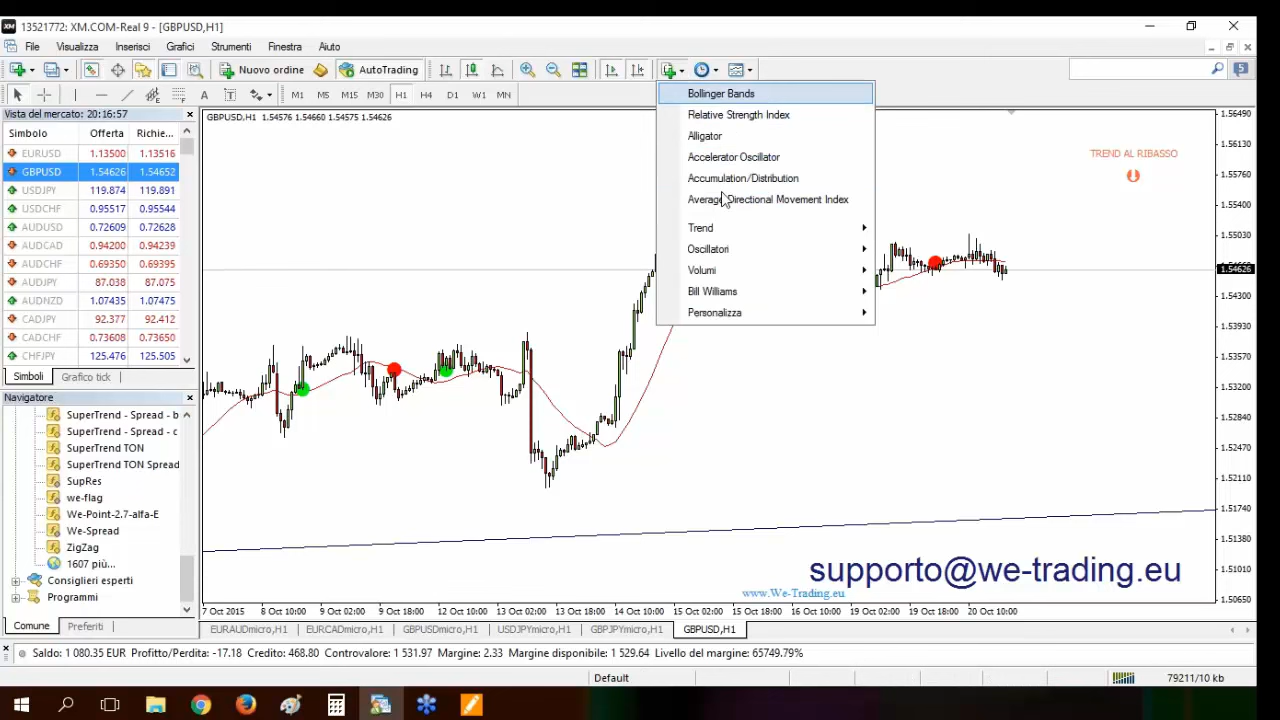 XM 13521772: XM.COM-Real 9 - [GBPUSD,H1]
File Visualizza Inserisci Grafici Strumenti Finestra Aiuto
Nuovo ordine AutoTrading
A T M1 M5 M15 M30 H1 H4 D1 W1 MN
5
Vista del mercato: 20:16:57
Simbolo Offerta Richie...
EURUSD 1.13500 1.13516
GBPUSD 1.54626 1.54652
USDJPY 119.874 119.891
USDCHF 0.95517 0.95544
AUDUSD 0.72609 0.72628
AUDCAD 0.94200 0.94239
AUDCHF 0.69350 0.69395
AUDJPY 87.038 87.075
AUDNZD 1.07435 1.07475
CADJPY 92.377 92.412
CADCHF 0.73608 0.73650
CHFJPY 125.476 125.505
Simboli Grafico tick
Navigatore
SuperTrend - Spread - b
SuperTrend - Spread - c
SuperTrend TON
SuperTrend TON Spread
SupRes
we-flag
We-Point-2.7-alfa-E
We-Spread
ZigZag
1607 più...
Consiglieri esperti
Programmi
Comune Preferiti
GBPUSD,H1 1.54576 1.54660 1.54575 1.54626
Bollinger Bands
Relative Strength Index
Alligator
Accelerator Oscillator
Accumulation/Distribution
Average Directional Movement Index
Trend
Oscillatori
Volumi
Bill Williams
Personalizza
TREND AL RIBASSO
1.56490
1.56130
1.55760
1.55400
1.55030
1.54626
1.54300
1.53930
1.53570
1.53200
1.52840
1.52470
1.52110
1.51740
1.51380
1.51010
1.50650
supporto@we-trading.eu
www.We-Trading.eu
7 Oct 2015 8 Oct 10:00 9 Oct 02:00 9 Oct 18:00 12 Oct 10:00 13 Oct 02:00 13 Oct 18:00 14 Oct 10:00 15 Oct 02:00 15 Oct 18:00 16 Oct 10:00 19 Oct 02:00 19 Oct 18:00 20 Oct 10:00
EURAUDmicro,H1 EURCADmicro,H1 GBPUSDmicro,H1 USDJPYmicro,H1 GBPJPYmicro,H1 GBPUSD,H1
Saldo: 1 080.35 EUR Profitto/Perdita: -17.18 Credito: 468.80 Controvalore: 1 531.97 Margine: 2.33 Margine disponibile: 1 529.64 Livello del margine: 65749.79%
Default 79211/10 kb